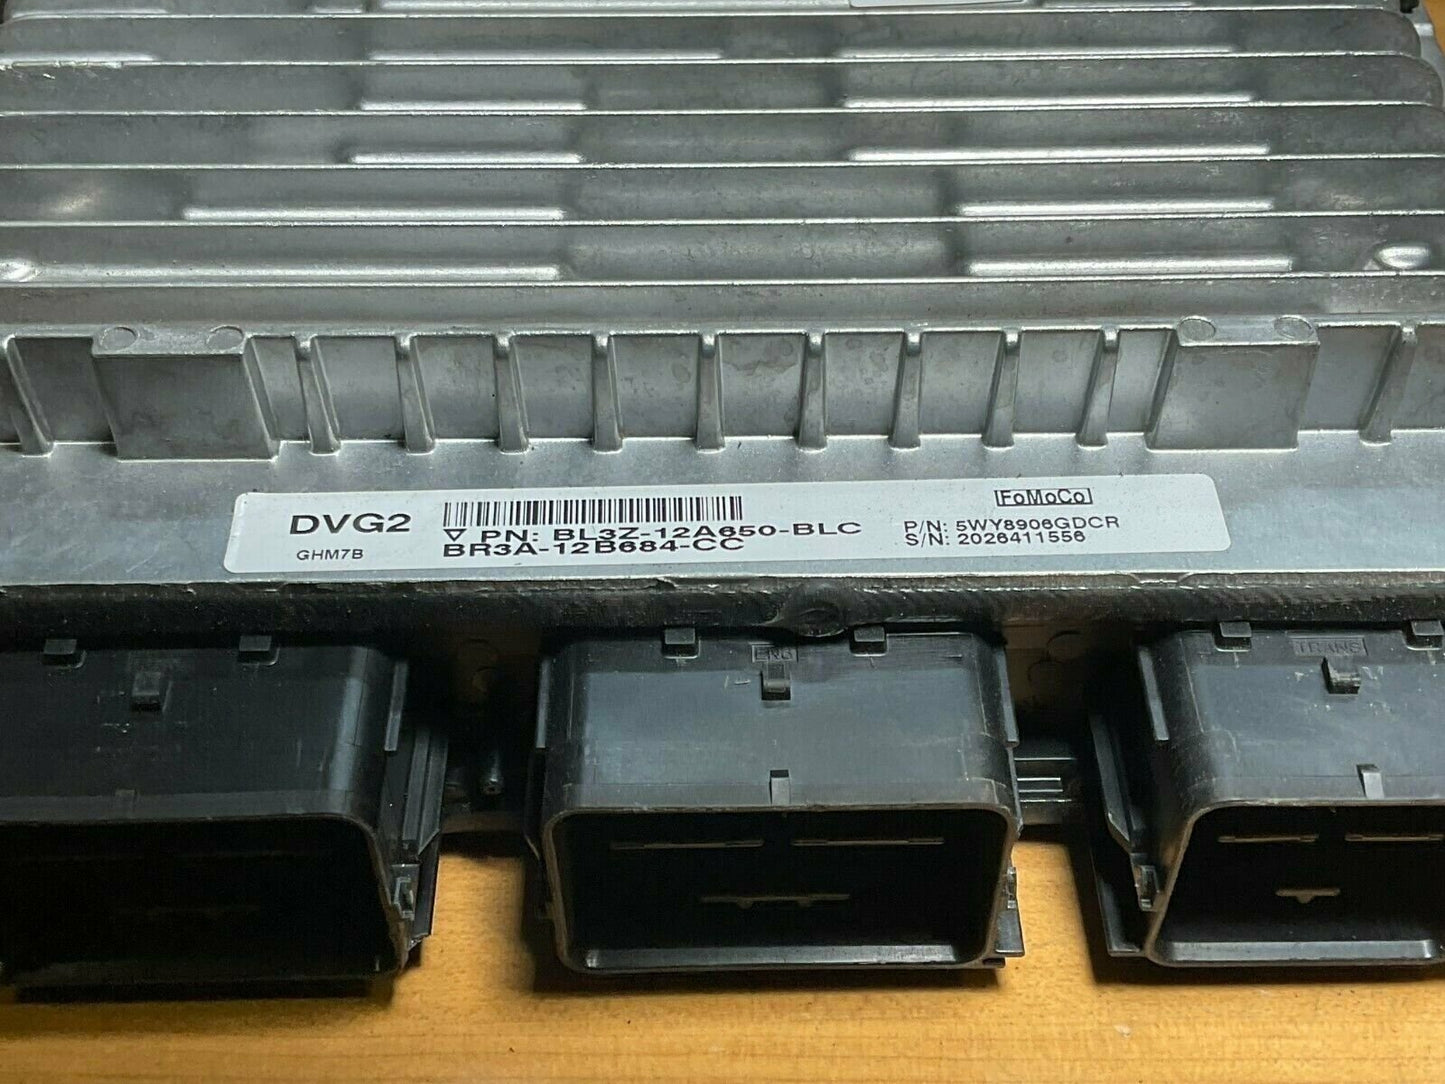 DVG2
GHM7B
▽ PN: BL3Z-12A650-BLC
BR3A-12B684-CC
FoMoCo
P/N: 5WY8906GDCR
S/N: 2026411556
ENG
TRANS